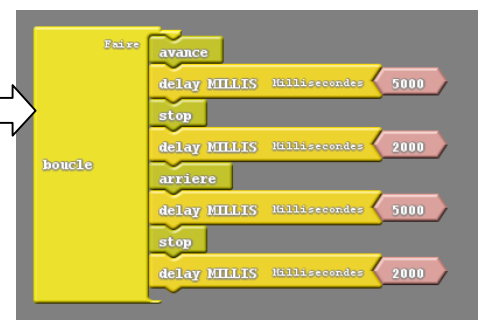 Faire
avance
delay MILLIS Millisecondes 5000
stop
delay MILLIS Millisecondes 2000
boucle
arriere
delay MILLIS Millisecondes 5000
stop
delay MILLIS Millisecondes 2000